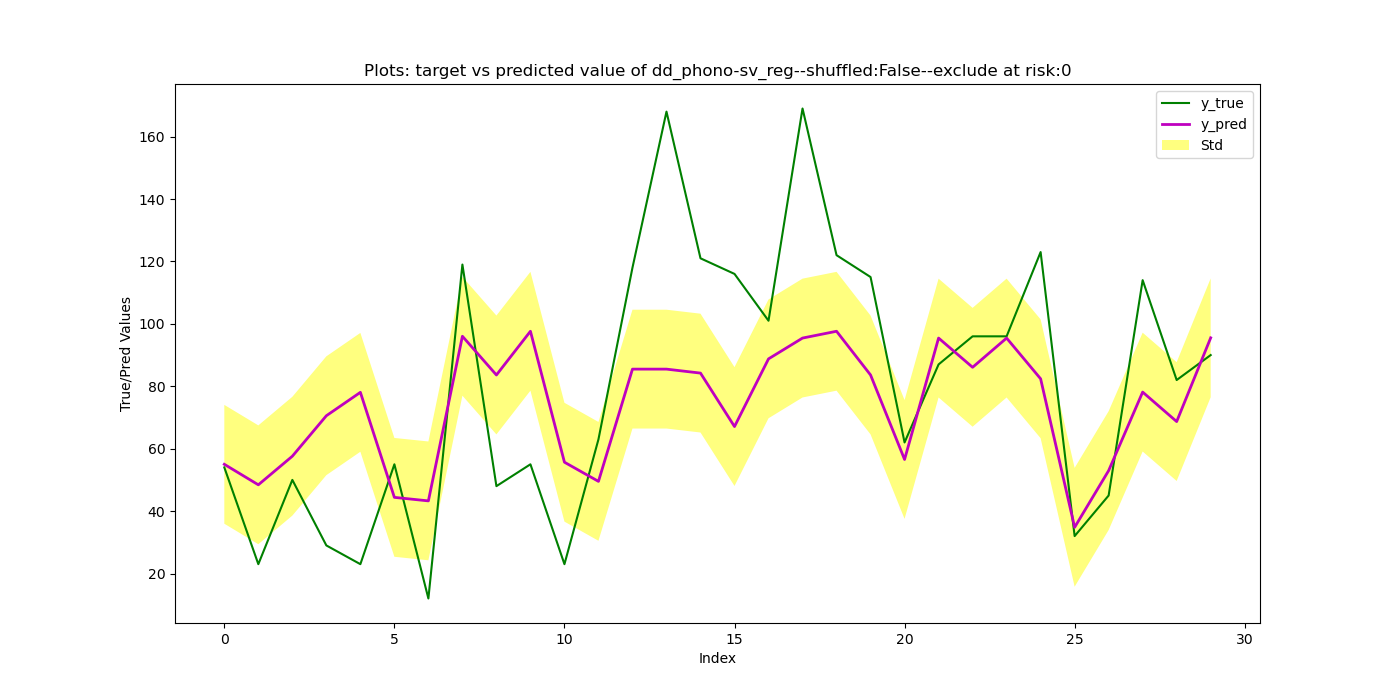 Plots: target vs predicted value of dd_phono-sv_reg--shuffled:False--exclude at risk:0
y_true
y_pred
Std
True/Pred Values
160
140
120
100
80
60
40
20
0 5 10 15 20 25 30
Index